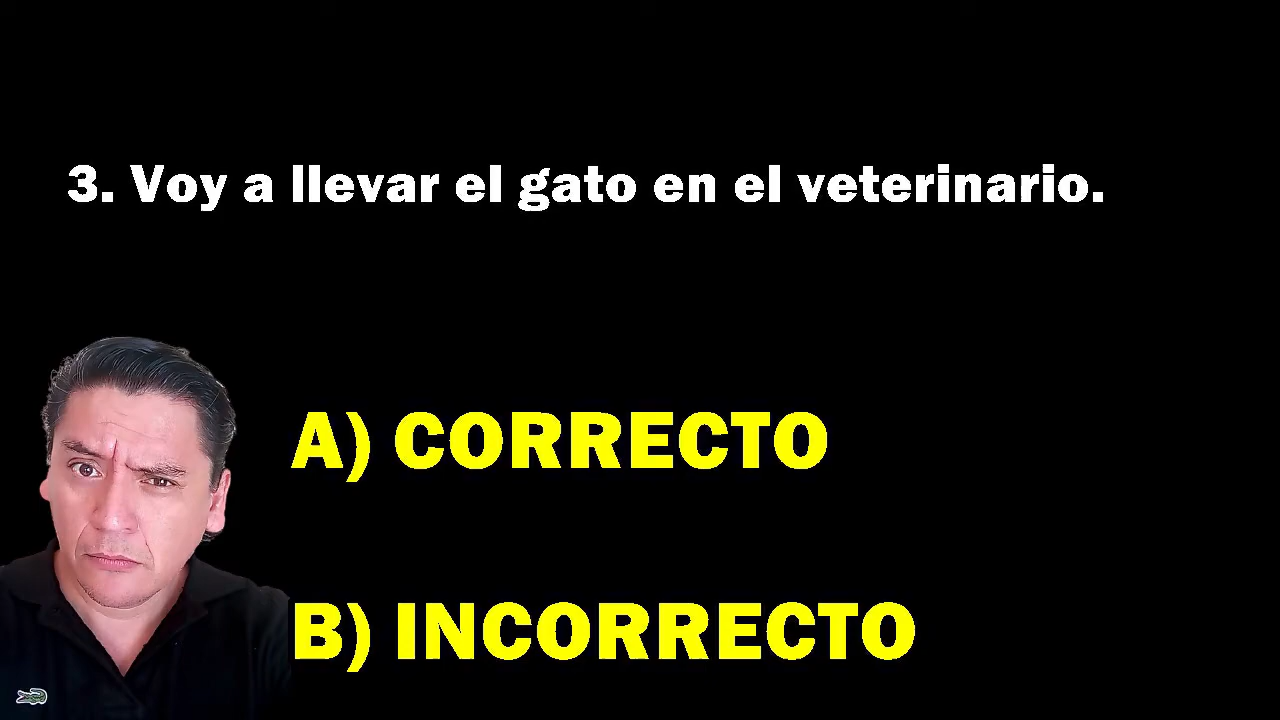 3. Voy a llevar el gato en el veterinario.
A) CORRECTO
B) INCORRECTO